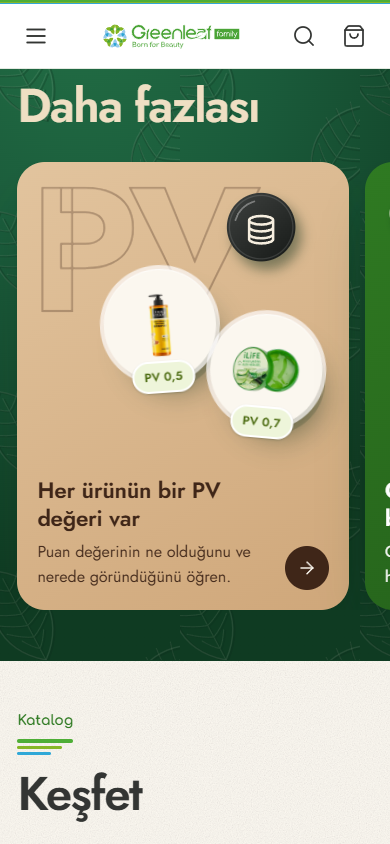 Greenleaf family
Born for Beauty
Daha fazlası
PV
PV 0,5
iLiFE
PV 0,7
Her ürünün bir PV
değeri var
Puan değerinin ne olduğunu ve
nerede göründüğünü öğren.
Katalog
Keşfet